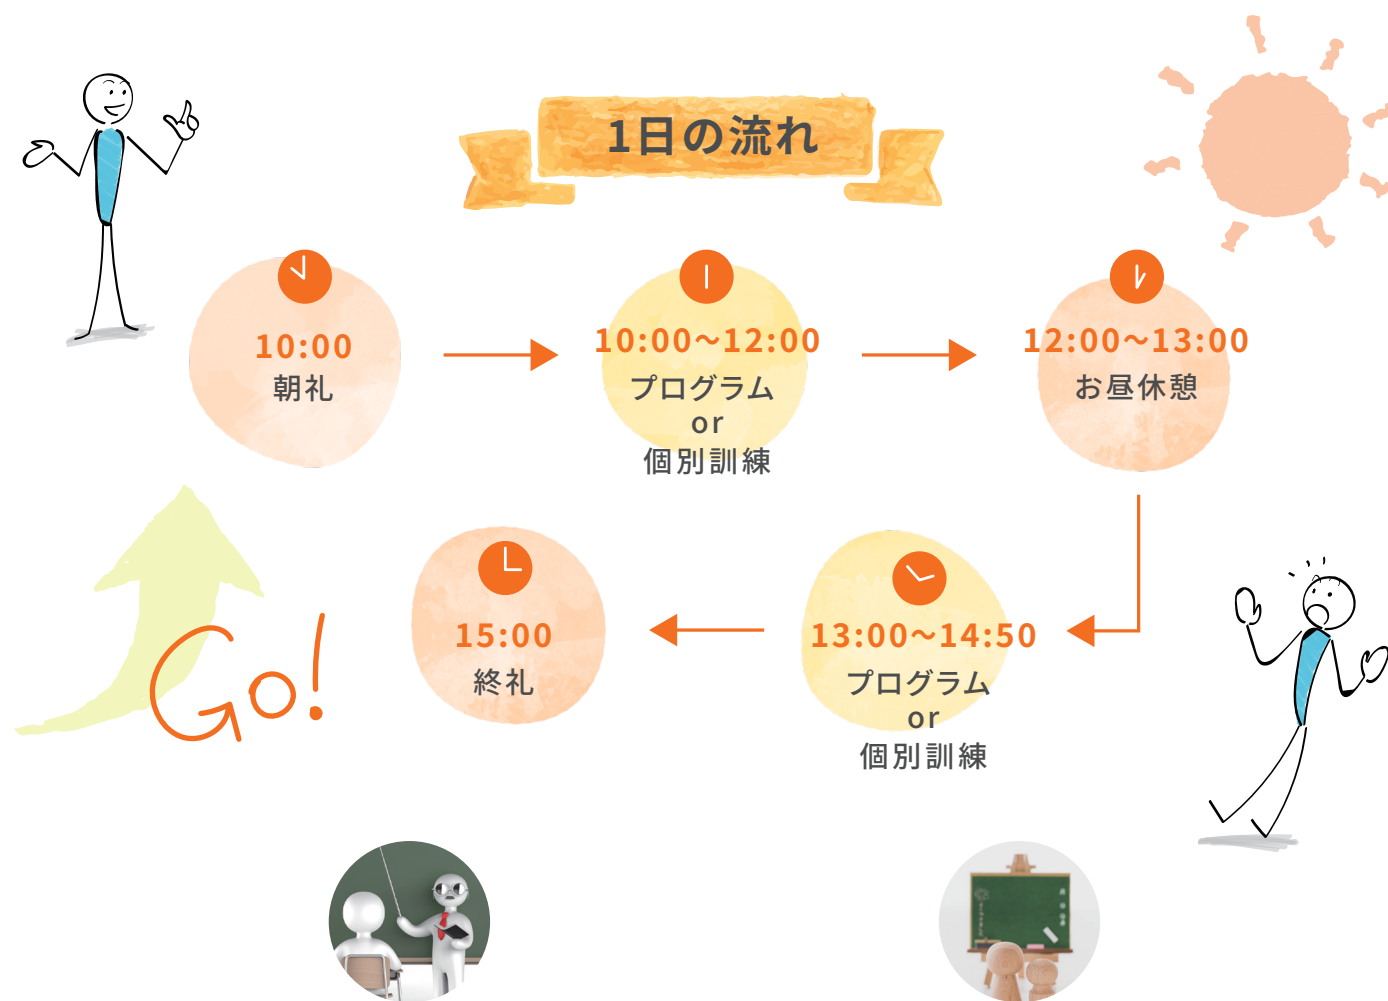 1日の流れ
10:00
朝礼
10:00〜12:00
プログラム
or
個別訓練
12:00〜13:00
お昼休憩
13:00〜14:50
プログラム
or
個別訓練
15:00
終礼
Go!